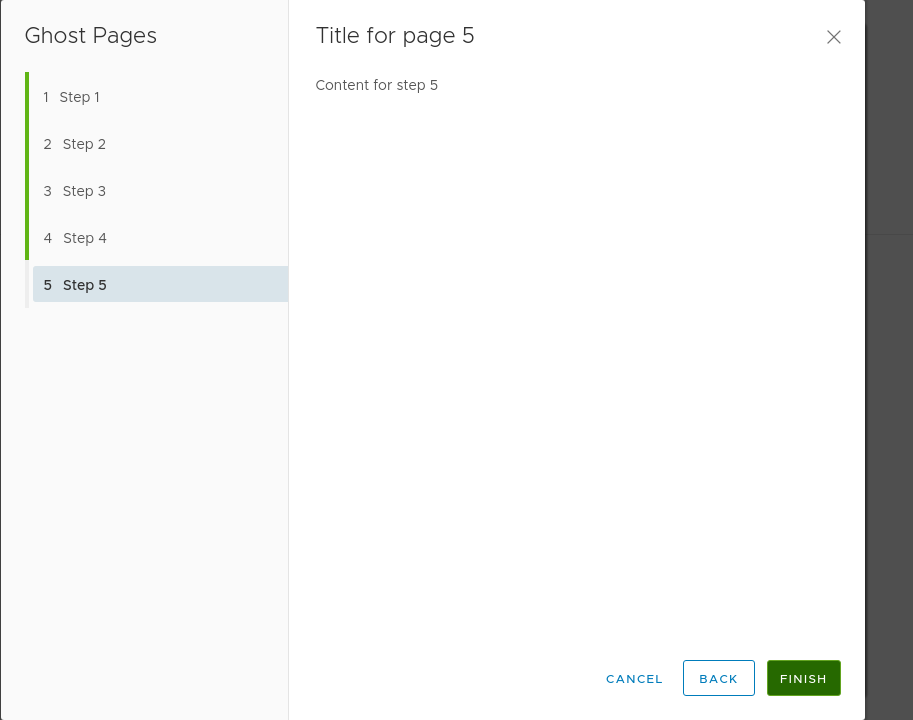 Ghost Pages
1 Step 1
2 Step 2
3 Step 3
4 Step 4
5 Step 5
Title for page 5
Content for step 5
CANCEL BACK FINISH